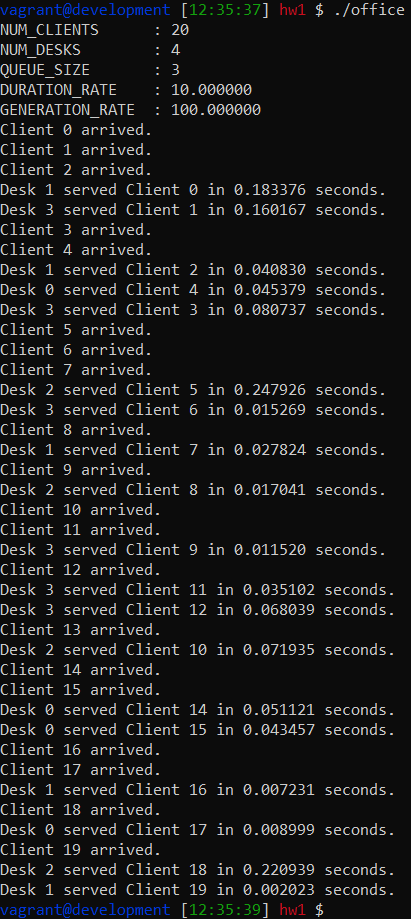 vagrant@development [12:35:37] hw1 $ ./office
NUM_CLIENTS     : 20
NUM_DESKS       : 4
QUEUE_SIZE      : 3
DURATION_RATE   : 10.000000
GENERATION_RATE : 100.000000
Client 0 arrived.
Client 1 arrived.
Client 2 arrived.
Desk 1 served Client 0 in 0.183376 seconds.
Desk 3 served Client 1 in 0.160167 seconds.
Client 3 arrived.
Client 4 arrived.
Desk 1 served Client 2 in 0.040830 seconds.
Desk 0 served Client 4 in 0.045379 seconds.
Desk 3 served Client 3 in 0.080737 seconds.
Client 5 arrived.
Client 6 arrived.
Client 7 arrived.
Desk 2 served Client 5 in 0.247926 seconds.
Desk 3 served Client 6 in 0.015269 seconds.
Client 8 arrived.
Desk 1 served Client 7 in 0.027824 seconds.
Client 9 arrived.
Desk 2 served Client 8 in 0.017041 seconds.
Client 10 arrived.
Client 11 arrived.
Desk 3 served Client 9 in 0.011520 seconds.
Client 12 arrived.
Desk 3 served Client 11 in 0.035102 seconds.
Desk 3 served Client 12 in 0.068039 seconds.
Client 13 arrived.
Desk 2 served Client 10 in 0.071935 seconds.
Client 14 arrived.
Client 15 arrived.
Desk 0 served Client 14 in 0.051121 seconds.
Desk 0 served Client 15 in 0.043457 seconds.
Client 16 arrived.
Client 17 arrived.
Desk 1 served Client 16 in 0.007231 seconds.
Client 18 arrived.
Desk 0 served Client 17 in 0.008999 seconds.
Client 19 arrived.
Desk 2 served Client 18 in 0.220939 seconds.
Desk 1 served Client 19 in 0.002023 seconds.
vagrant@development [12:35:39] hw1 $